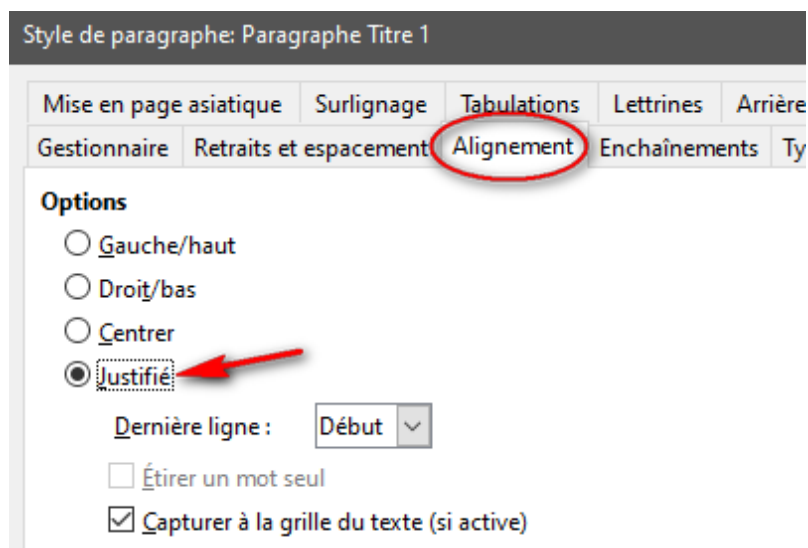 Style de paragraphe: Paragraphe Titre 1
Mise en page asiatique Surlignage Tabulations Lettrines Arrière
Gestionnaire Retraits et espacement Alignement Enchaînements Ty
Options
Gauche/haut
Droit/bas
Centrer
Justifié
Dernière ligne : Début
Étirer un mot seul
Capturer à la grille du texte (si active)